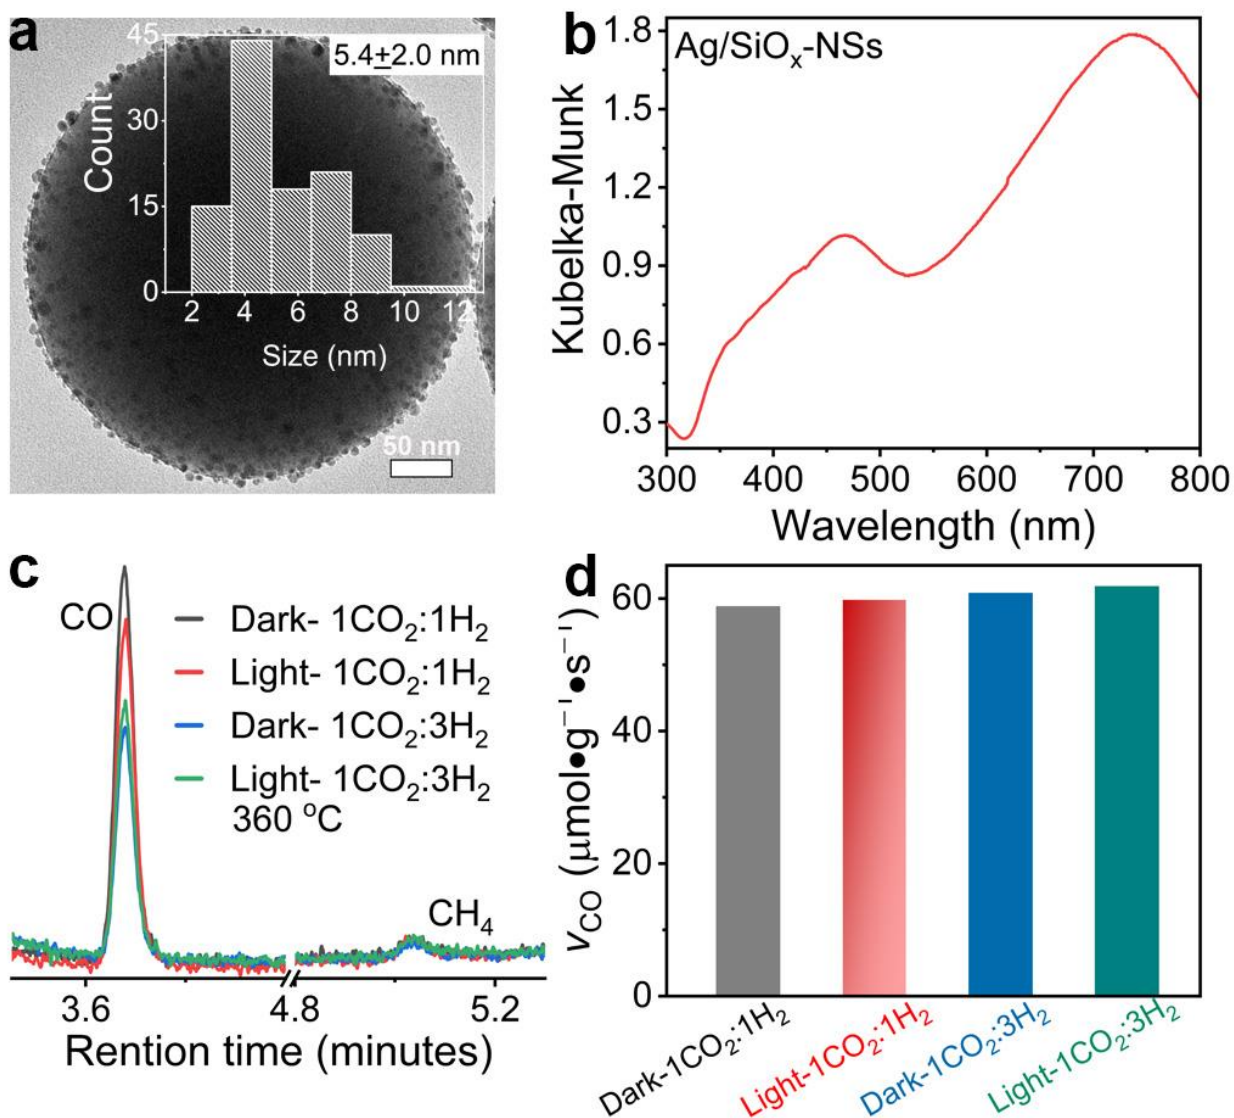 a
45
5.4±2.0 nm
30
Count
15
0
2 4 6 8 10 12
Size (nm)
50 nm
b
1.8
Ag/SiOₓ-NSs
1.5
1.2
0.9
0.6
0.3
Kubelka-Munk
300 400 500 600 700 800
Wavelength (nm)
c
CO
Dark- 1CO₂:1H₂
Light- 1CO₂:1H₂
Dark- 1CO₂:3H₂
Light- 1CO₂:3H₂
360 °C
CH₄
3.6 4.8 5.2
Rention time (minutes)
d
60
40
20
0
v_CO (μmol•g⁻¹•s⁻¹)
Dark-1CO₂:1H₂
Light-1CO₂:1H₂
Dark-1CO₂:3H₂
Light-1CO₂:3H₂